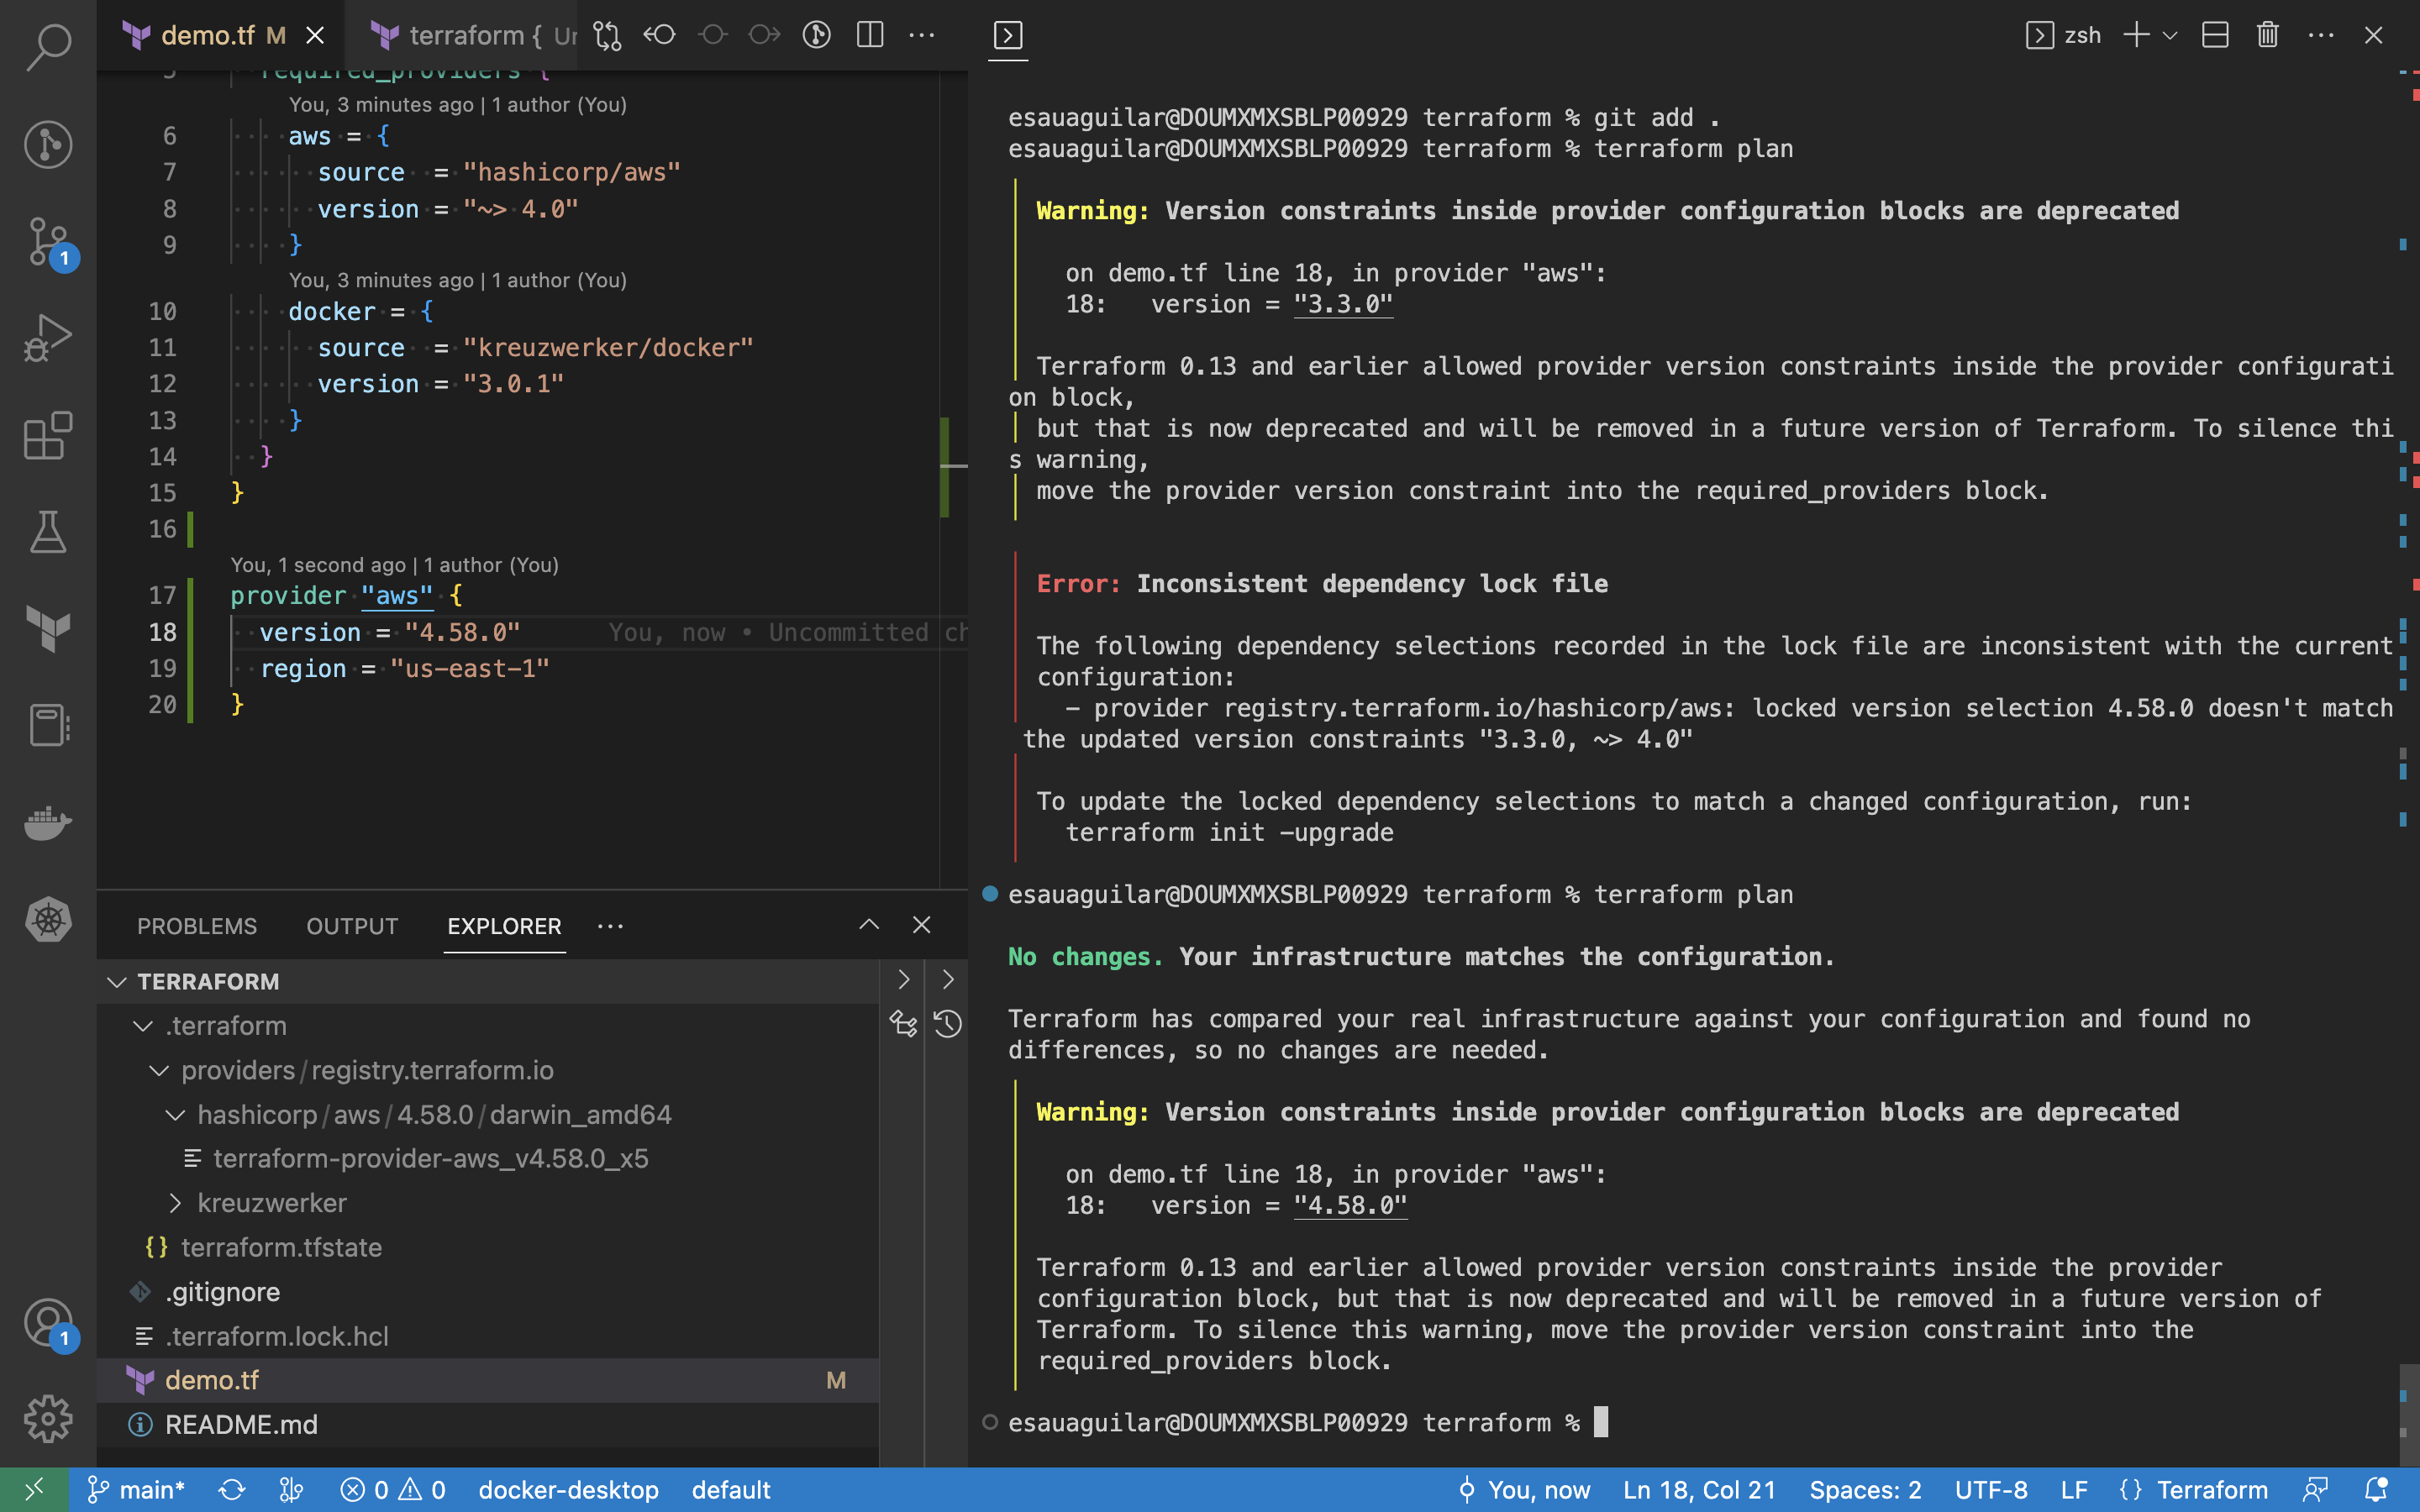 demo.tf M
terraform { Ur
zsh
required_providers {
You, 3 minutes ago | 1 author (You)
6 aws = {
7 source = "hashicorp/aws"
8 version = "~> 4.0"
9 }
You, 3 minutes ago | 1 author (You)
10 docker = {
11 source = "kreuzwerker/docker"
12 version = "3.0.1"
13 }
14 }
15 }
16
You, 1 second ago | 1 author (You)
17 provider "aws" {
18 version = "4.58.0" You, now • Uncommitted ch
19 region = "us-east-1"
20 }
PROBLEMS OUTPUT EXPLORER
TERRAFORM
.terraform
providers/registry.terraform.io
hashicorp/aws/4.58.0/darwin_amd64
terraform-provider-aws_v4.58.0_x5
kreuzwerker
{} terraform.tfstate
.gitignore
.terraform.lock.hcl
demo.tf M
README.md
1
1
esauaguilar@DOUMXMXSBLP00929 terraform % git add .
esauaguilar@DOUMXMXSBLP00929 terraform % terraform plan
Warning: Version constraints inside provider configuration blocks are deprecated
on demo.tf line 18, in provider "aws":
18: version = "3.3.0"
Terraform 0.13 and earlier allowed provider version constraints inside the provider configurati
on block,
but that is now deprecated and will be removed in a future version of Terraform. To silence thi
s warning,
move the provider version constraint into the required_providers block.
Error: Inconsistent dependency lock file
The following dependency selections recorded in the lock file are inconsistent with the current
configuration:
- provider registry.terraform.io/hashicorp/aws: locked version selection 4.58.0 doesn't match
the updated version constraints "3.3.0, ~> 4.0"
To update the locked dependency selections to match a changed configuration, run:
terraform init -upgrade
esauaguilar@DOUMXMXSBLP00929 terraform % terraform plan
No changes. Your infrastructure matches the configuration.
Terraform has compared your real infrastructure against your configuration and found no
differences, so no changes are needed.
Warning: Version constraints inside provider configuration blocks are deprecated
on demo.tf line 18, in provider "aws":
18: version = "4.58.0"
Terraform 0.13 and earlier allowed provider version constraints inside the provider
configuration block, but that is now deprecated and will be removed in a future version of
Terraform. To silence this warning, move the provider version constraint into the
required_providers block.
esauaguilar@DOUMXMXSBLP00929 terraform %
main* 0 0 docker-desktop default You, now Ln 18, Col 21 Spaces: 2 UTF-8 LF {} Terraform